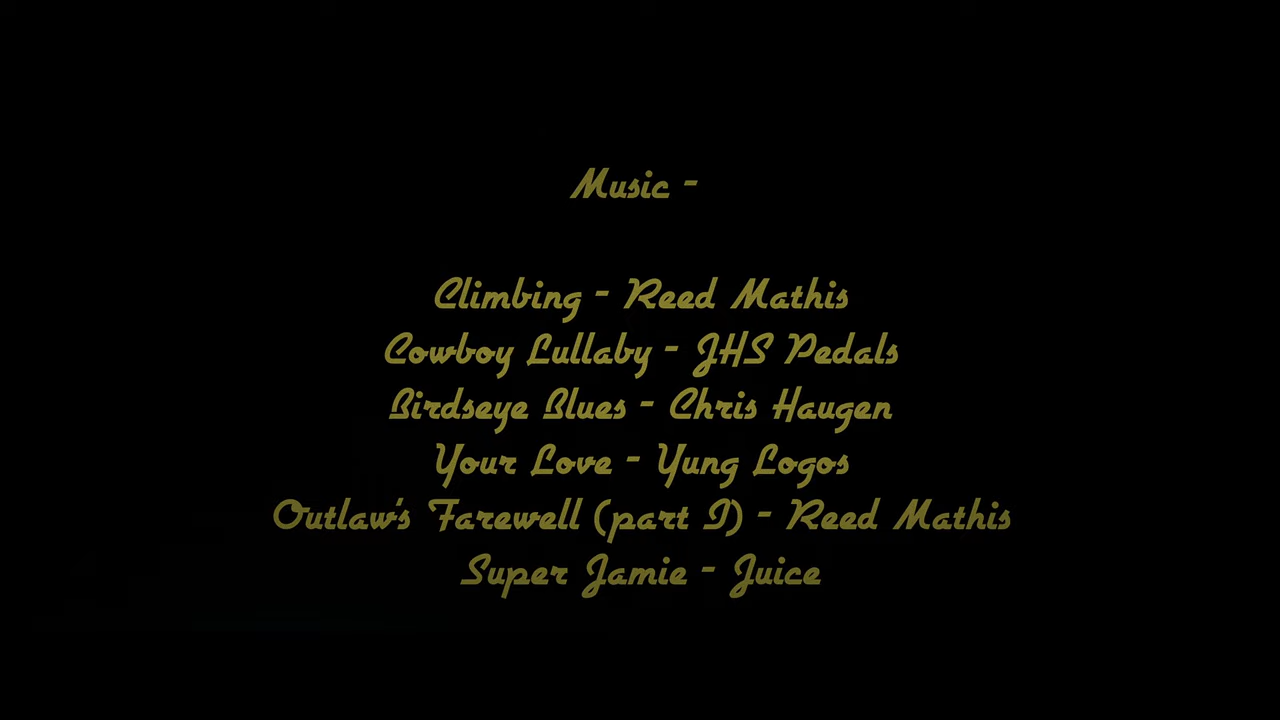 Music -
Climbing - Reed Mathis
Cowboy Lullaby - JHS Pedals
Birdseye Blues - Chris Haugen
Your Love - Yung Logos
Outlaw's Farewell (part I) - Reed Mathis
Super Jamie - Juice